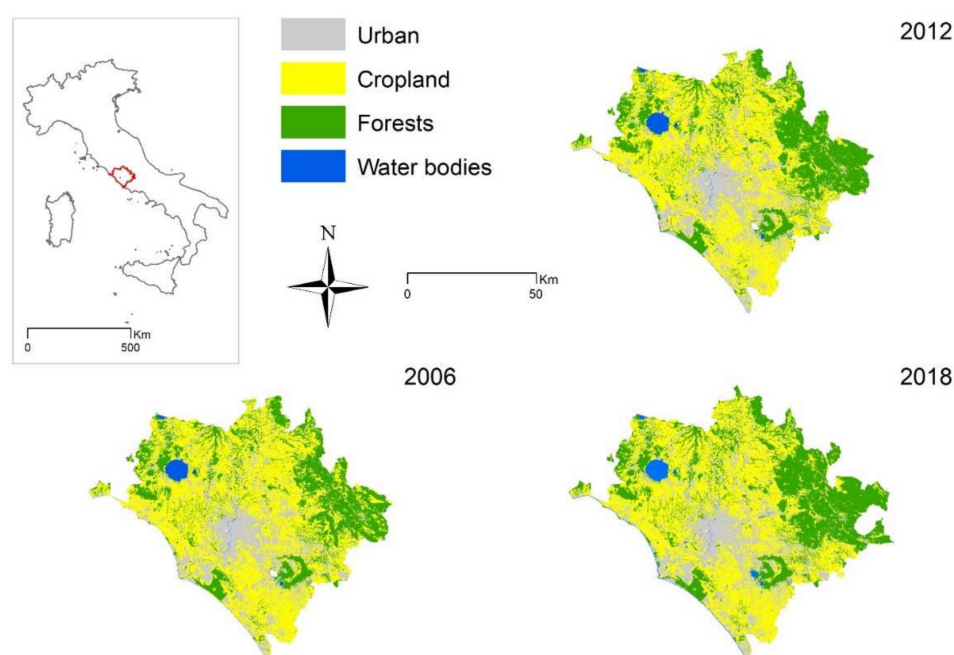 2012
Urban
Cropland
Forests
Water bodies
N
Km
0 50
Km
0 500
2006
2018